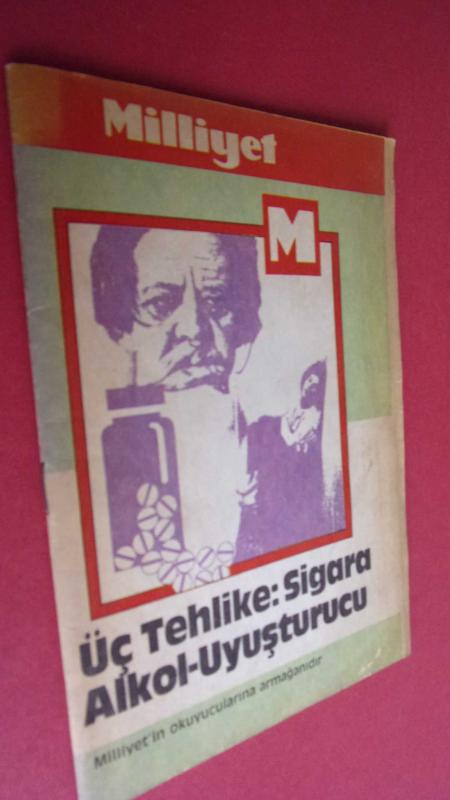 Milliyet
M
Üç Tehlike: Sigara
Alkol-Uyuşturucu
Milliyet'in okuyucularına armağanıdır